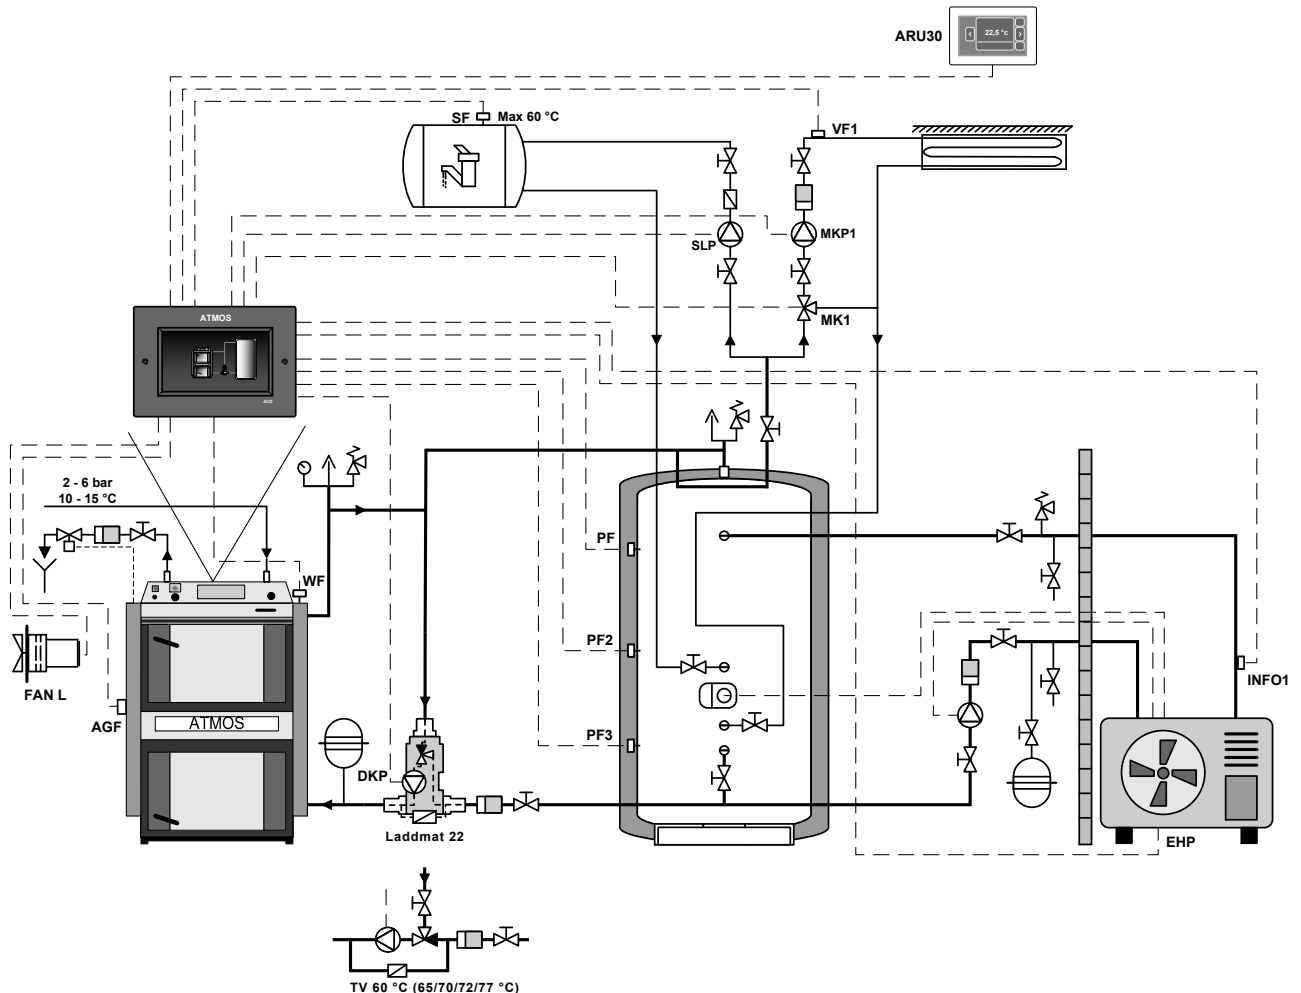 ARU30
22,5 °c
SF
Max 60 °C
VF1
SLP
MKP1
MK1
ATMOS
2 - 6 bar
10 - 15 °C
PF
WF
PF2
FAN L
AGF
ATMOS
INFO1
PF3
DKP
Laddmat 22
EHP
TV 60 °C (65/70/72/77 °C)